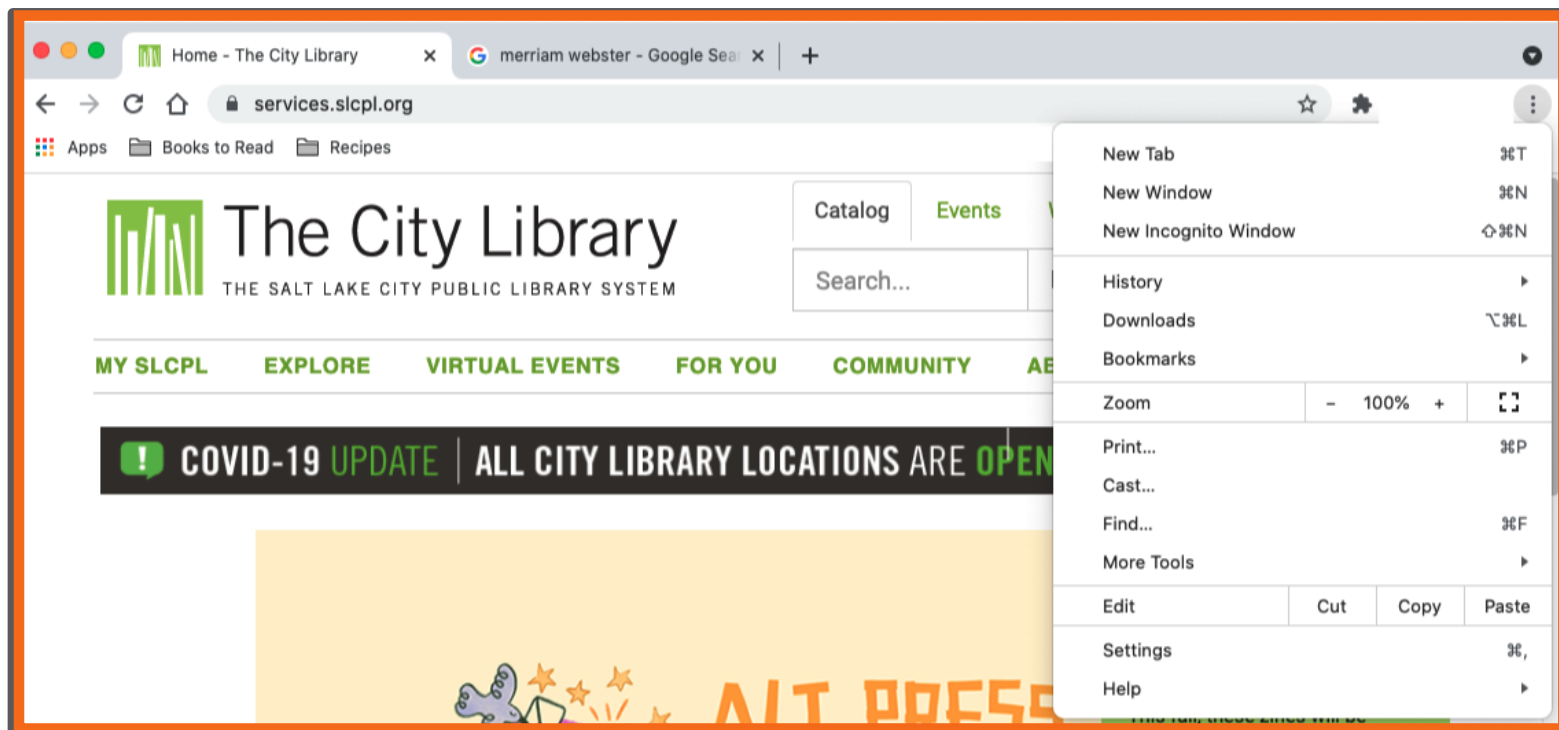 Home - The City Library
merriam webster - Google Sear
services.slcpl.org
Apps Books to Read Recipes
The City Library
THE SALT LAKE CITY PUBLIC LIBRARY SYSTEM
Catalog Events
Search...
MY SLCPL EXPLORE VIRTUAL EVENTS FOR YOU COMMUNITY
COVID-19 UPDATE ALL CITY LIBRARY LOCATIONS ARE OPEN
ALT PRESS
New Tab ⌘T
New Window ⌘N
New Incognito Window ⇧⌘N
History
Downloads ⌥⌘L
Bookmarks
Zoom - 100% +
Print... ⌘P
Cast...
Find... ⌘F
More Tools
Edit Cut Copy Paste
Settings ⌘,
Help